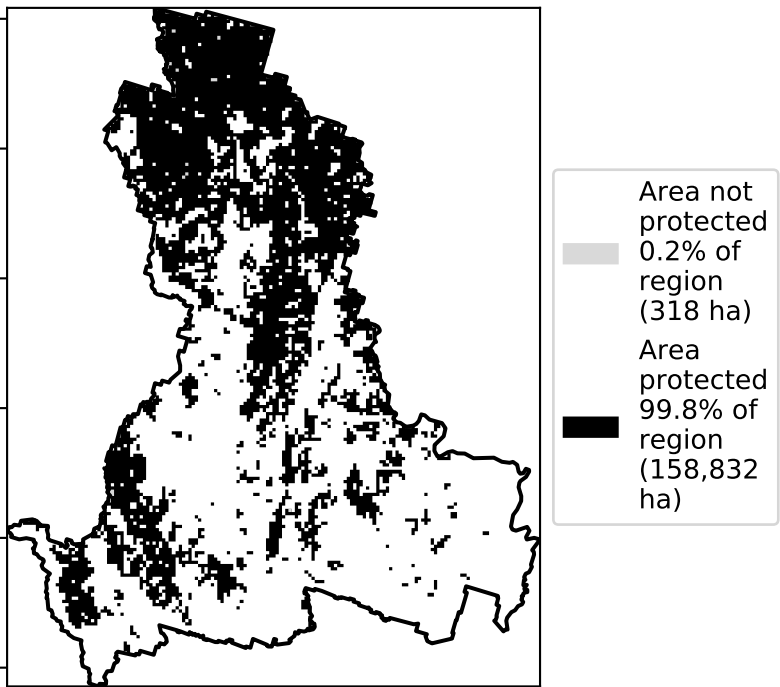 Area not
protected
0.2% of
region
(318 ha)
Area
protected
99.8% of
region
(158,832
ha)